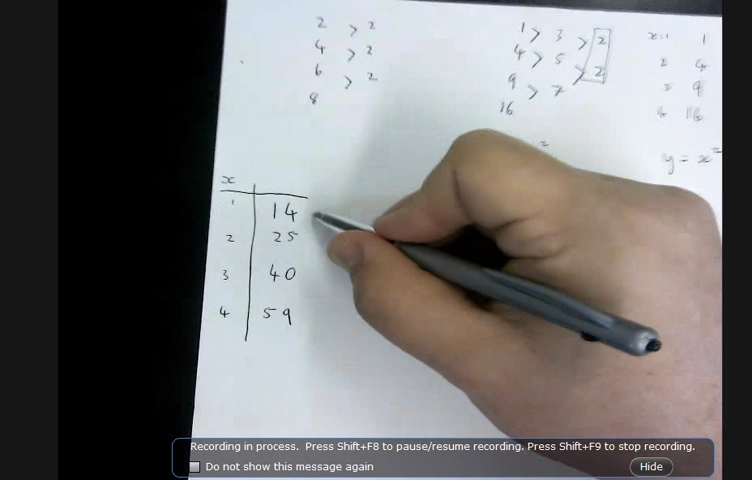 2 > 2
4 > 2
6 > 2
8
1 > 3 > 2
4 > 5 > 2
9 > 7
16
x=1 1
2 4
3 9
4 16
y = x²
x
1 14
2 25
3 40
4 59
Recording in process. Press Shift+F8 to pause/resume recording. Press Shift+F9 to stop recording.
Do not show this message again
Hide